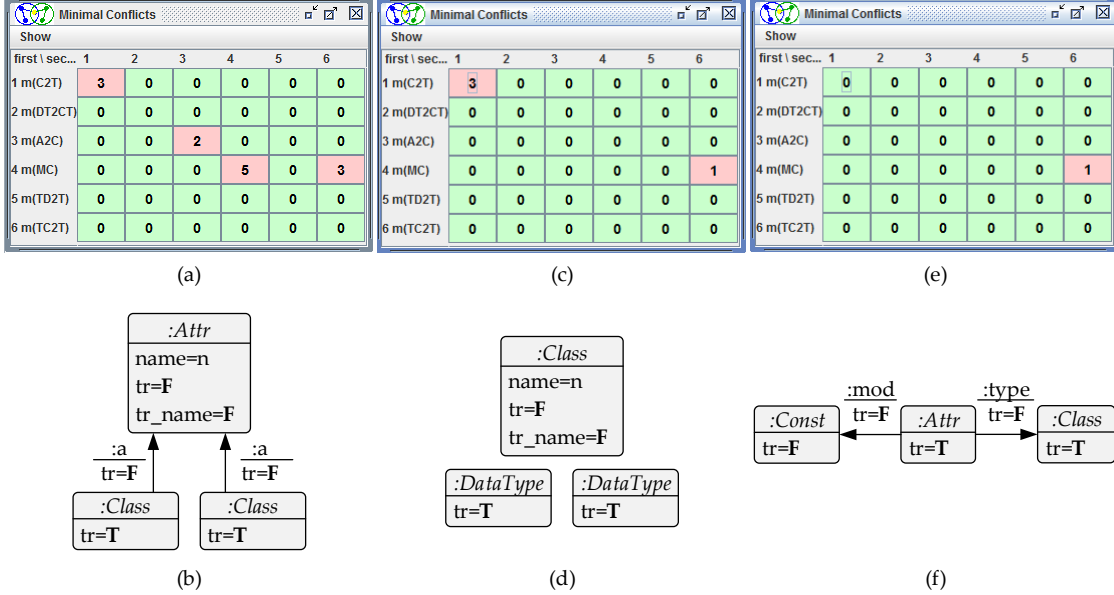 Minimal Conflicts
Show
first \ sec... 1 2 3 4 5 6
1 m(C2T) 3 0 0 0 0 0
2 m(DT2CT) 0 0 0 0 0 0
3 m(A2C) 0 0 2 0 0 0
4 m(MC) 0 0 0 5 0 3
5 m(TD2T) 0 0 0 0 0 0
6 m(TC2T) 0 0 0 0 0 0
(a)
Minimal Conflicts
Show
first \ sec... 1 2 3 4 5 6
1 m(C2T) 3 0 0 0 0 0
2 m(DT2CT) 0 0 0 0 0 0
3 m(A2C) 0 0 0 0 0 0
4 m(MC) 0 0 0 0 0 1
5 m(TD2T) 0 0 0 0 0 0
6 m(TC2T) 0 0 0 0 0 0
(c)
Minimal Conflicts
Show
first \ sec... 1 2 3 4 5 6
1 m(C2T) 0 0 0 0 0 0
2 m(DT2CT) 0 0 0 0 0 0
3 m(A2C) 0 0 0 0 0 0
4 m(MC) 0 0 0 0 0 1
5 m(TD2T) 0 0 0 0 0 0
6 m(TC2T) 0 0 0 0 0 0
(e)
:Attr
name=n
tr=F
tr_name=F
:a
tr=F
:a
tr=F
:Class
tr=T
:Class
tr=T
(b)
:Class
name=n
tr=F
tr_name=F
:DataType
tr=T
:DataType
tr=T
(d)
:Const
tr=F
:mod
tr=F
:Attr
tr=T
:type
tr=F
:Class
tr=T
(f)